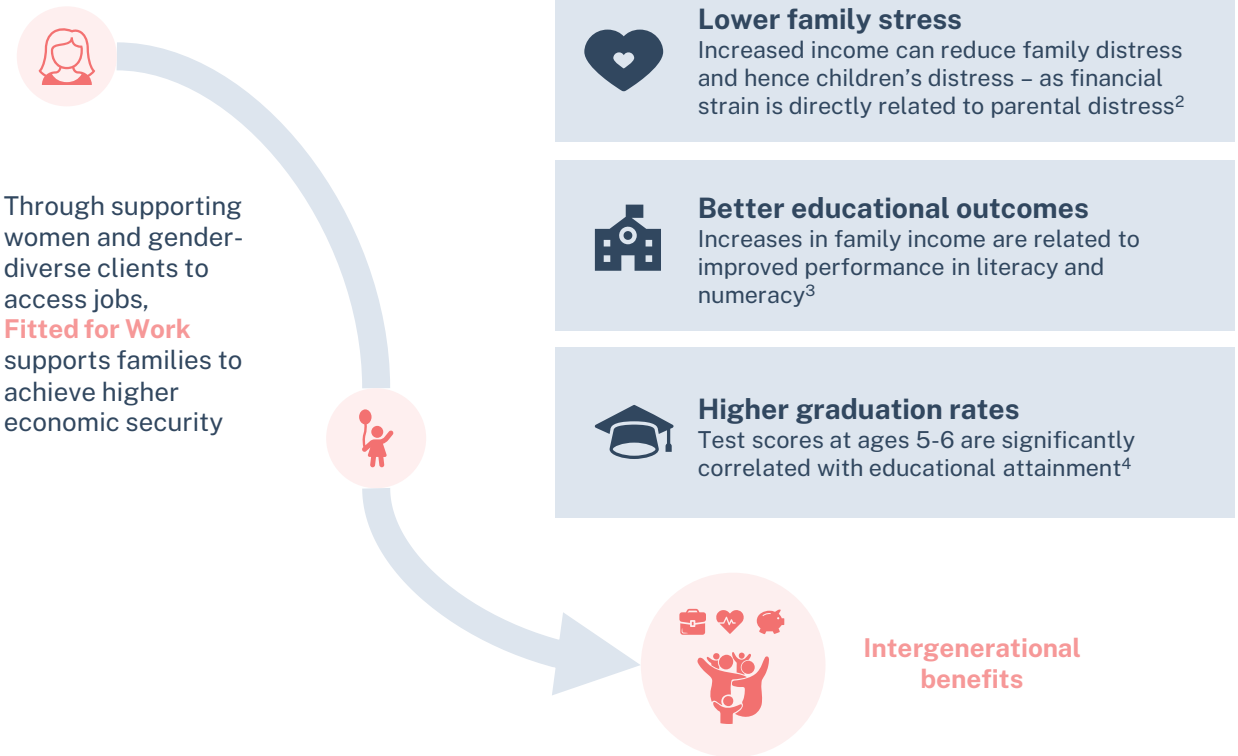 Through supporting
women and gender-
diverse clients to
access jobs,
Fitted for Work
supports families to
achieve higher
economic security
Lower family stress
Increased income can reduce family distress
and hence children’s distress – as financial
strain is directly related to parental distress²
Better educational outcomes
Increases in family income are related to
improved performance in literacy and
numeracy³
Higher graduation rates
Test scores at ages 5-6 are significantly
correlated with educational attainment⁴
Intergenerational
benefits